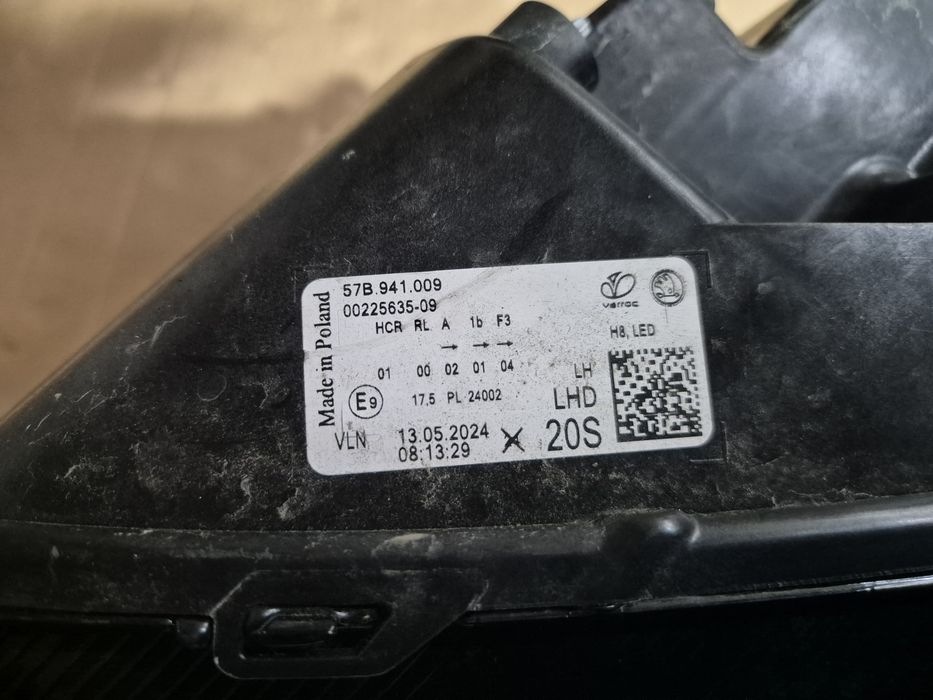 Made in Poland
57B.941.009
00225635-09
varroc
HCR RL A 1b F3
→ → →
H8, LED
01 00 02 01 04
LH
E9
17.5 PL 24002
LHD
VLN
13.05.2024
08:13:29
X
20S